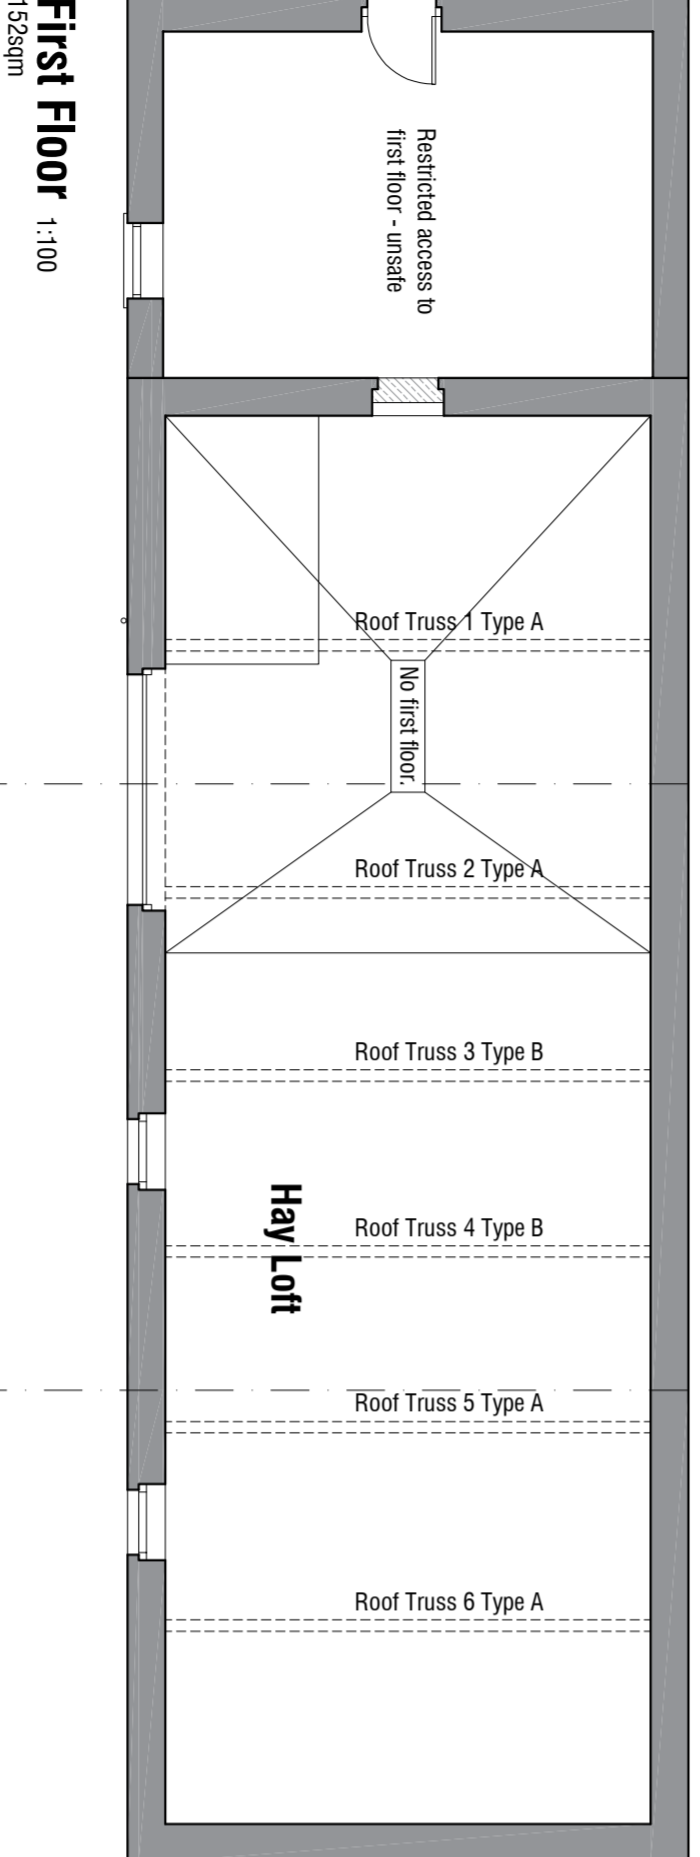 First Floor 1:100
152sqm
Restricted access to
first floor - unsafe
Roof Truss 1 Type A
No first floor.
Roof Truss 2 Type A
Roof Truss 3 Type B
Roof Truss 4 Type B
Hay Loft
Roof Truss 5 Type A
Roof Truss 6 Type A